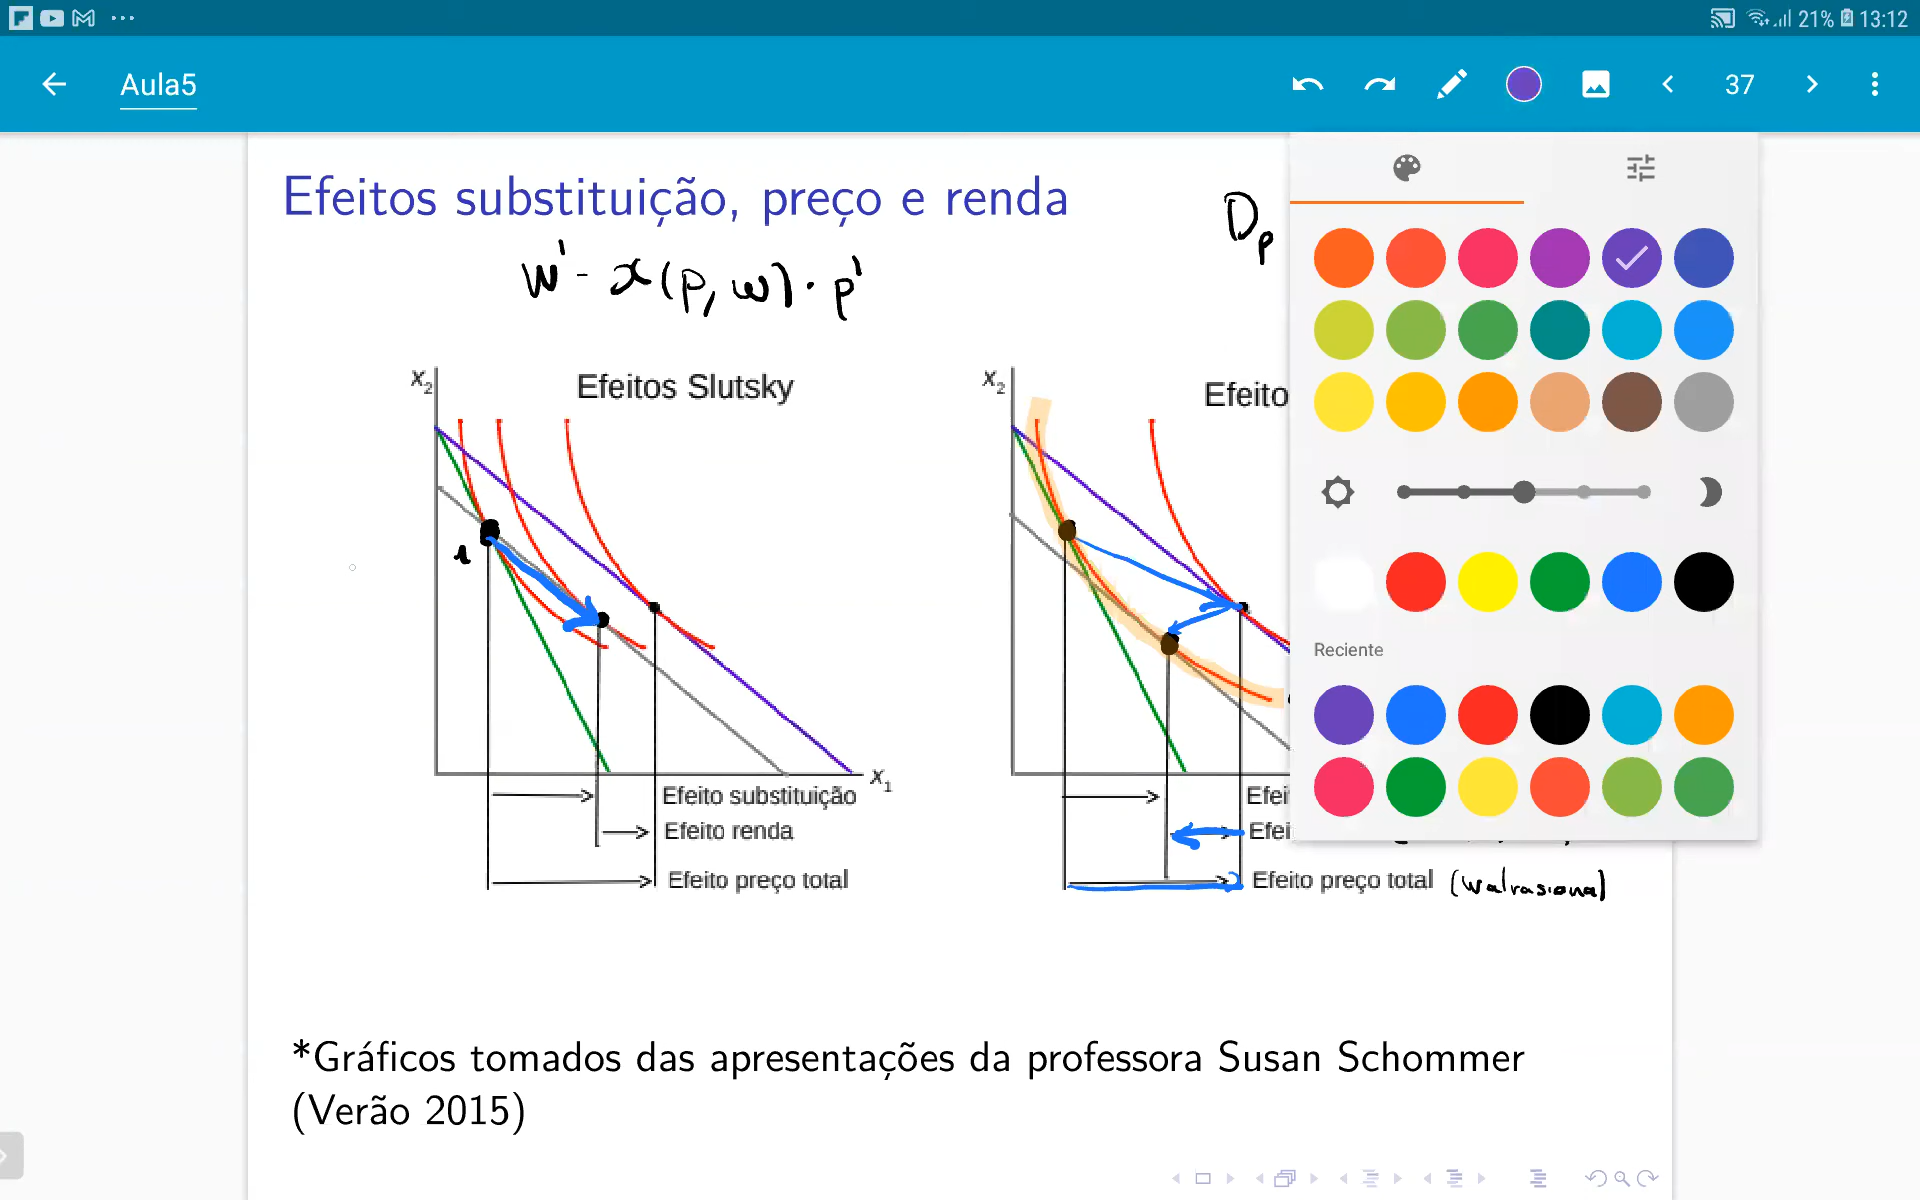 21% 13:12
Aula5
37
Efeitos substituição, preço e renda
Dp
w' - x(p, w) · p'
x2
Efeitos Slutsky
x2
Efeito
1
Reciente
x1
Efeito substituição
Efei
Efeito renda
Efei
Efeito preço total
Efeito preço total (walrasiona)
*Gráficos tomados das apresentações da professora Susan Schommer
(Verão 2015)